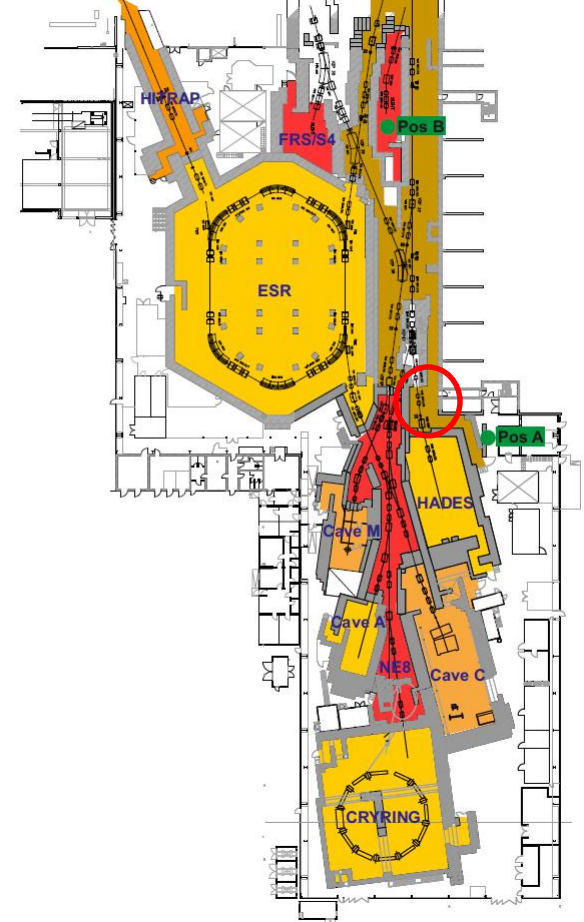 HITRAP
FRS/S4
Pos B
ESR
Pos A
HADES
Cave M
Cave A
NE8
Cave C
CRYRING